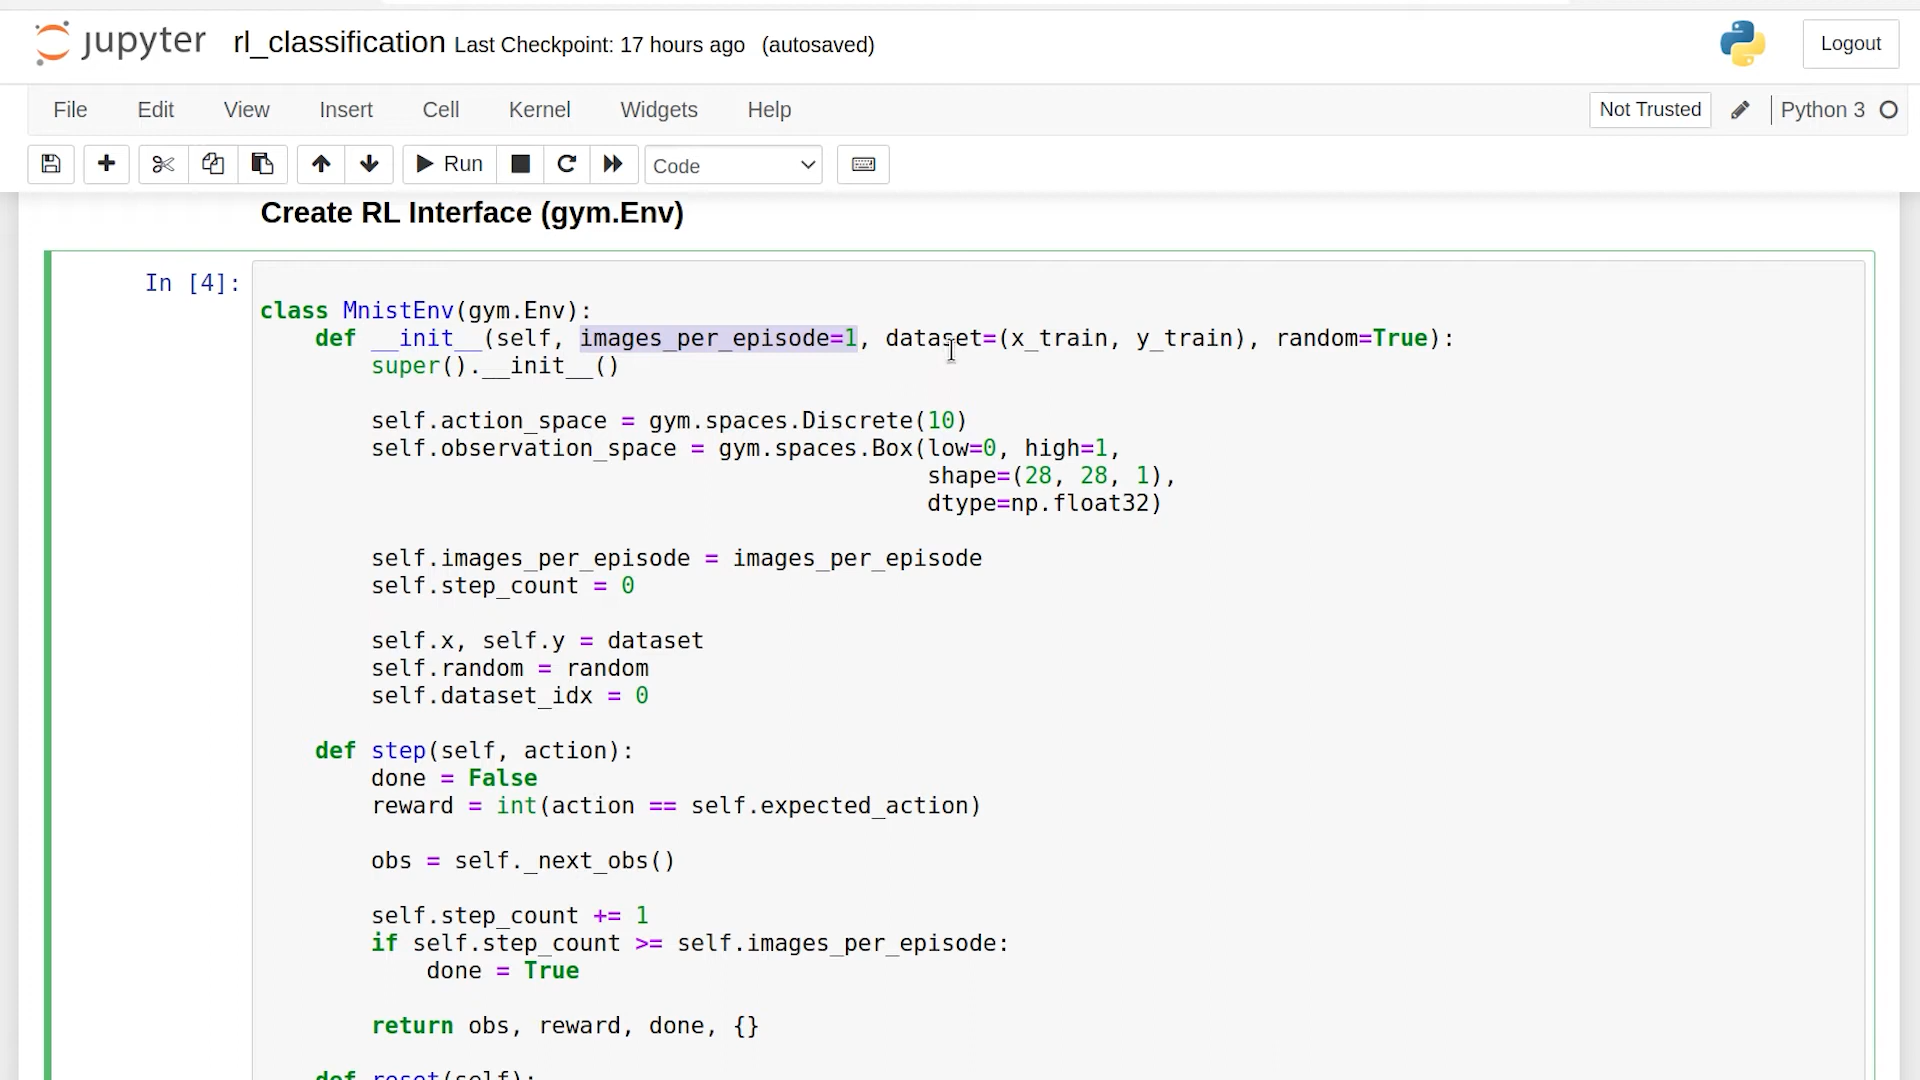 jupyter rl_classification Last Checkpoint: 17 hours ago (autosaved) Logout
File Edit View Insert Cell Kernel Widgets Help Not Trusted Python 3
Run Code
Create RL Interface (gym.Env)
In [4]:
class MnistEnv(gym.Env):
    def __init__(self, images_per_episode=1, dataset=(x_train, y_train), random=True):
        super().__init__()
        self.action_space = gym.spaces.Discrete(10)
        self.observation_space = gym.spaces.Box(low=0, high=1,
                                                shape=(28, 28, 1),
                                                dtype=np.float32)
        self.images_per_episode = images_per_episode
        self.step_count = 0
        self.x, self.y = dataset
        self.random = random
        self.dataset_idx = 0
    def step(self, action):
        done = False
        reward = int(action == self.expected_action)
        obs = self._next_obs()
        self.step_count += 1
        if self.step_count >= self.images_per_episode:
            done = True
        return obs, reward, done, {}
    def reset(self):